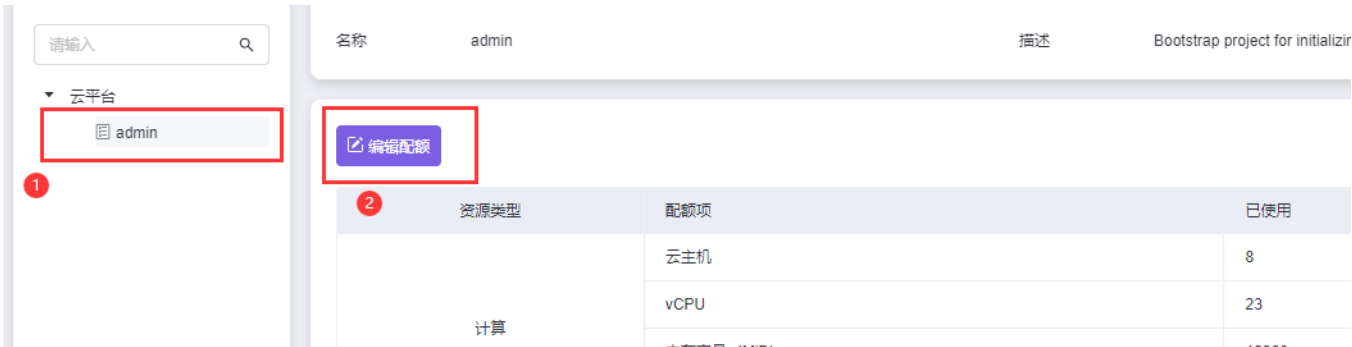 请输入
云平台
admin
1
名称 admin 描述 Bootstrap project for initializin
编辑配额
2
资源类型 配额项 已使用
计算
云主机 8
vCPU 23